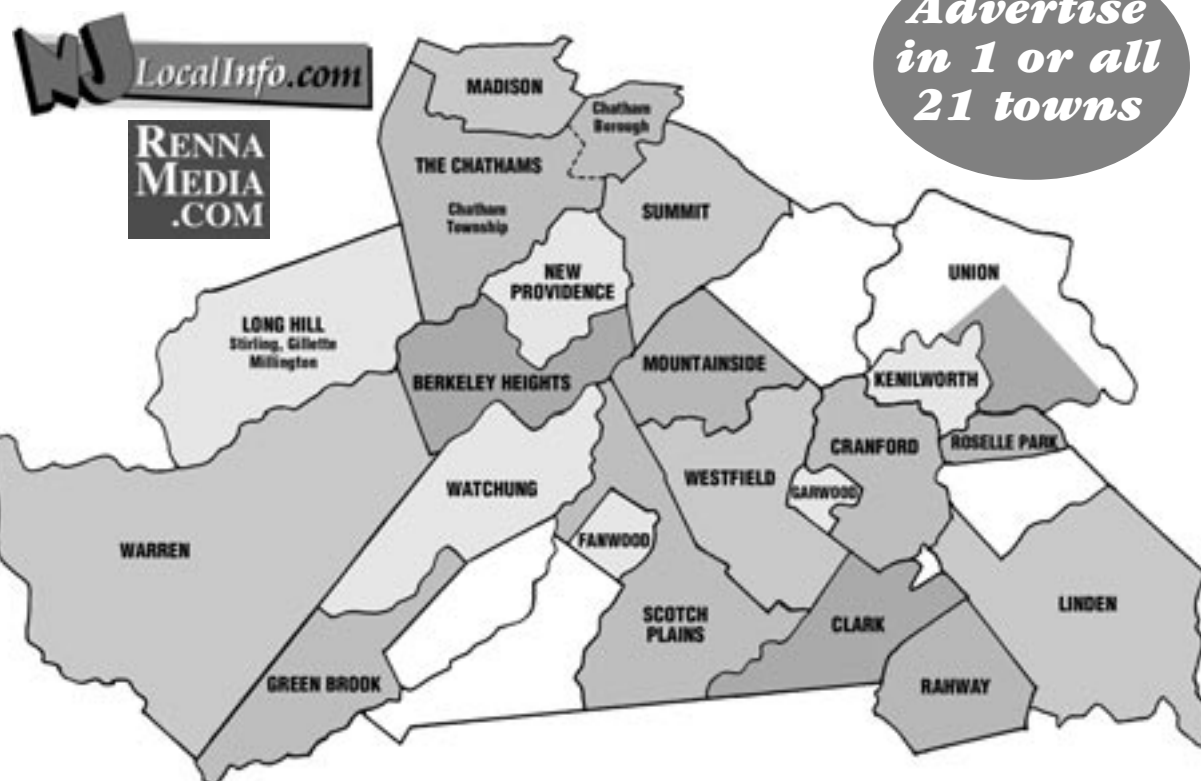 NJ LocalInfo.com
RENNA
MEDIA
.COM
Advertise
in 1 or all
21 towns
MADISON
Chatham
Borough
THE CHATHAMS
Chatham
Township
SUMMIT
NEW
PROVIDENCE
UNION
LONG HILL
Stirling, Gillette
Millington
BERKELEY HEIGHTS
MOUNTAINSIDE
KENILWORTH
CRANFORD
ROSELLE PARK
WATCHUNG
WESTFIELD
GARWOOD
WARREN
FANWOOD
SCOTCH
PLAINS
CLARK
LINDEN
GREEN BROOK
RAHWAY